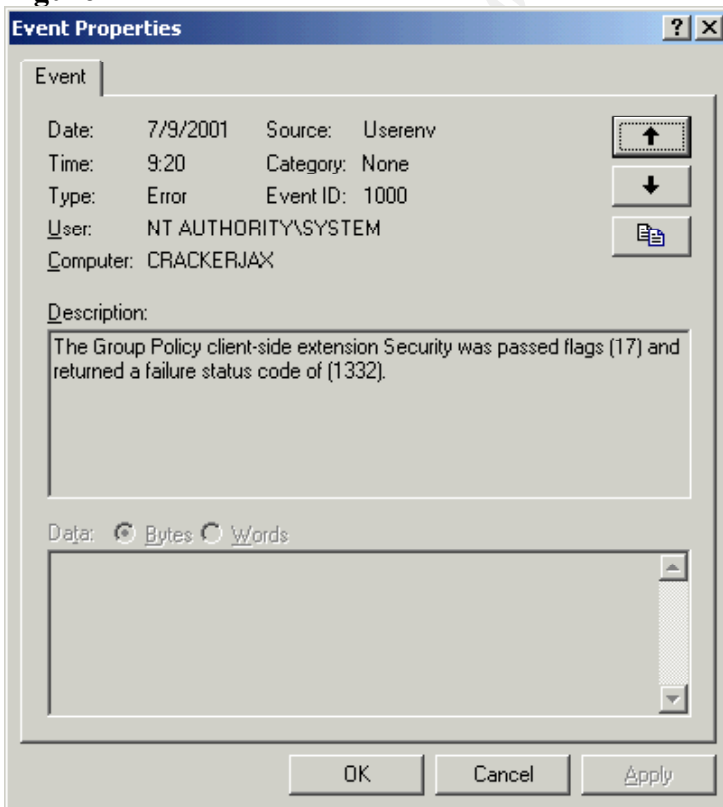 Event Properties
Event
Date: 7/9/2001 Source: Userenv
Time: 9:20 Category: None
Type: Error Event ID: 1000
User: NT AUTHORITY\SYSTEM
Computer: CRACKERJAX
Description:
The Group Policy client-side extension Security was passed flags (17) and
returned a failure status code of (1332).
Data: Bytes Words
OK Cancel Apply